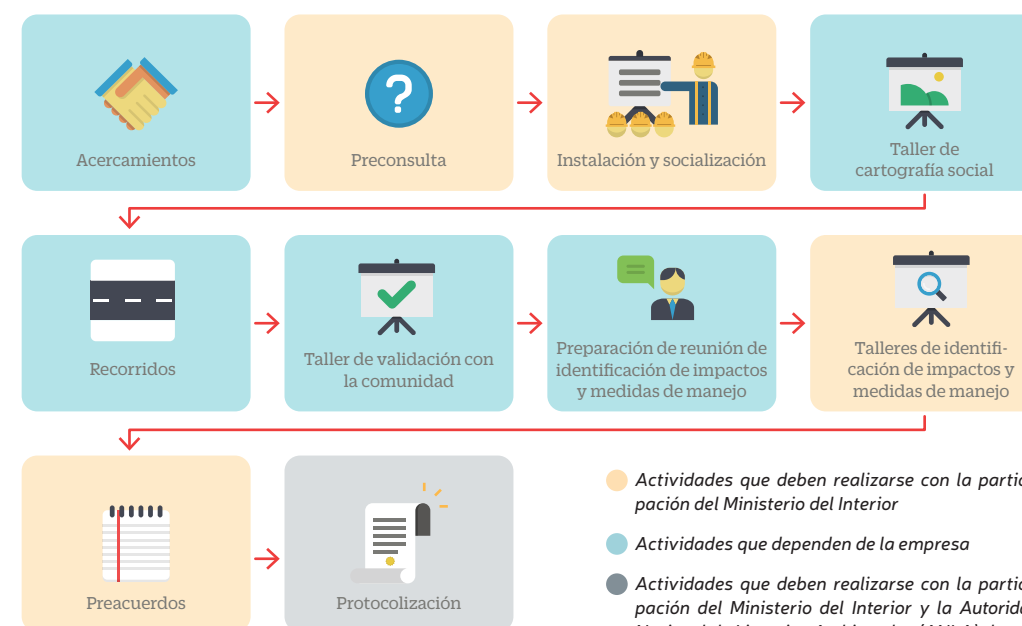 Acercamientos
Preconsulta
Instalación y socialización
Taller de
cartografía social
Recorridos
Taller de validación con
la comunidad
Preparación de reunión de
identificación de impactos
y medidas de manejo
Talleres de identifi-
cación de impactos y
medidas de manejo
Preacuerdos
Protocolización
Actividades que deben realizarse con la partic
pación del Ministerio del Interior
Actividades que dependen de la empresa
Actividades que deben realizarse con la partic
pación del Ministerio del Interior y la Autorida